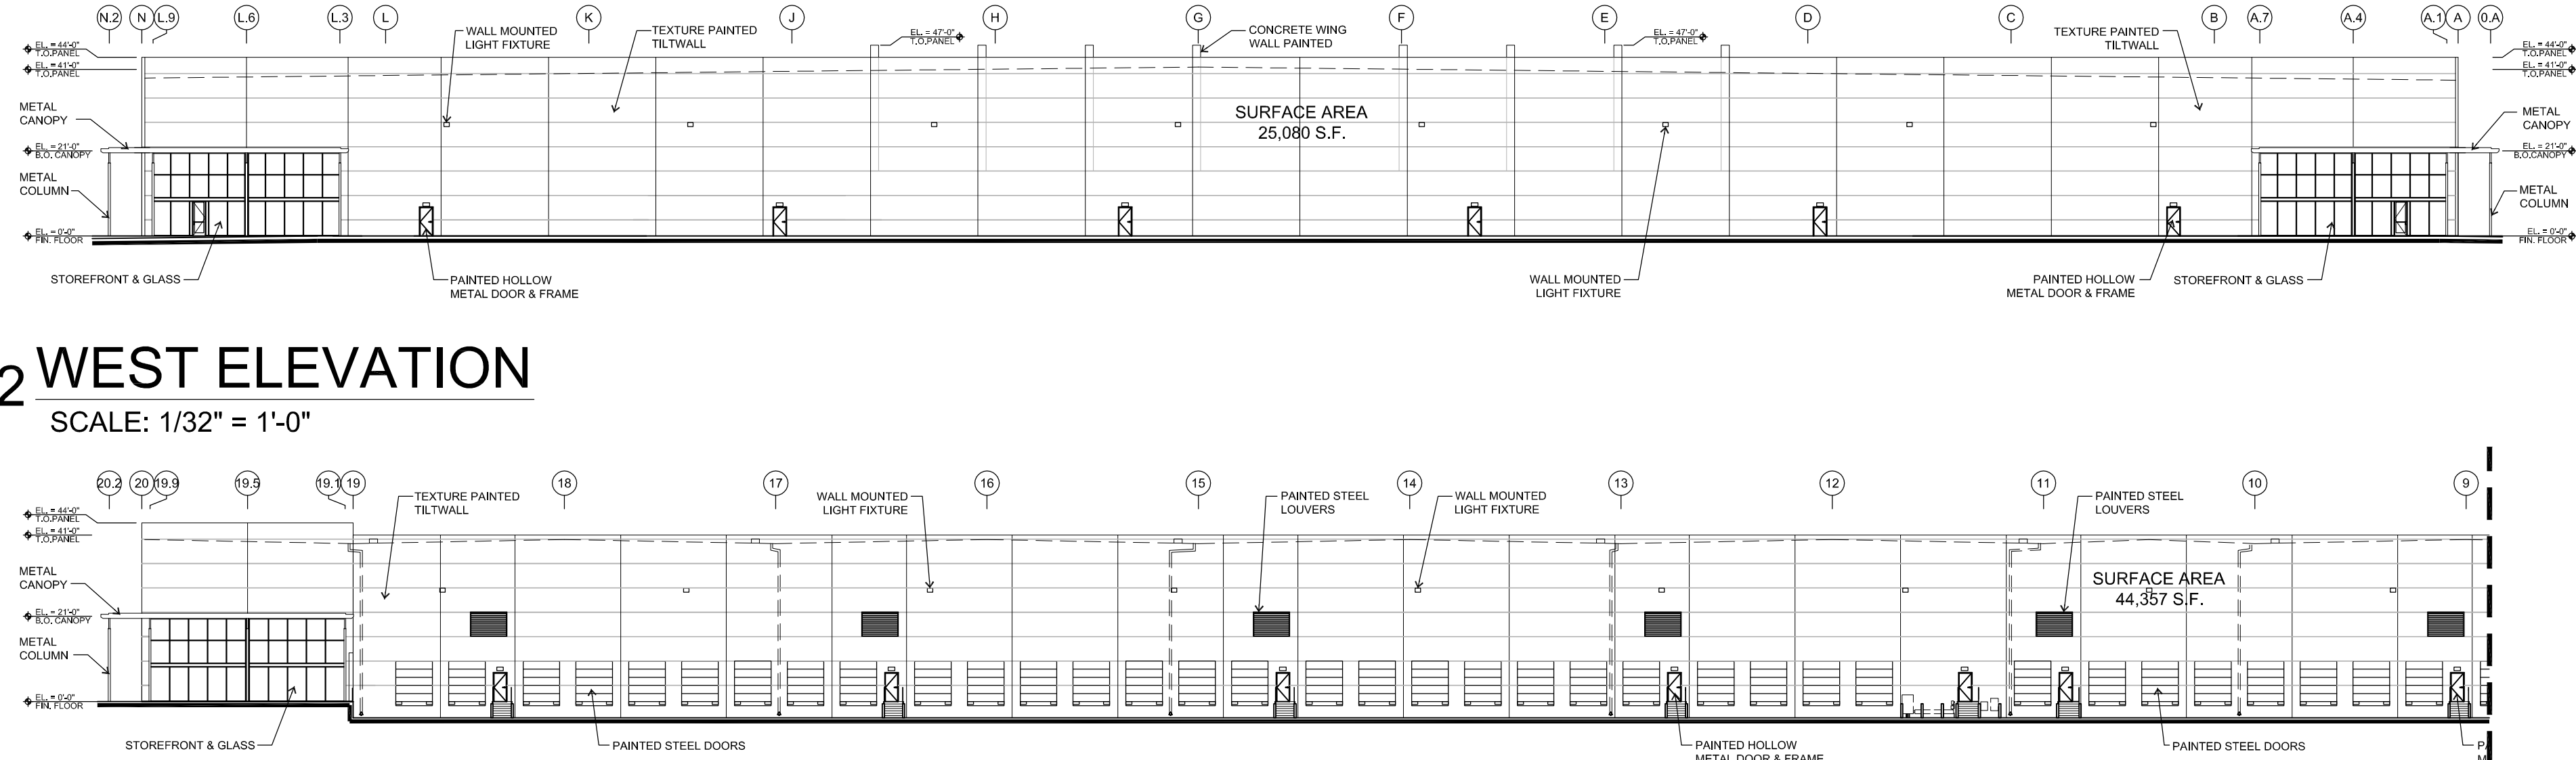 N.2 N L.9 L.6 L.3 L K J H G F E D C B A.7 A.4 A.1 A 0.A
EL. = 44'-0"
T.O.PANEL
EL. = 41'-0"
T.O.PANEL
METAL
CANOPY
EL. = 21'-0"
B.O. CANOPY
METAL
COLUMN
EL. = 0'-0"
FIN. FLOOR
STOREFRONT & GLASS
WALL MOUNTED
LIGHT FIXTURE
PAINTED HOLLOW
METAL DOOR & FRAME
TEXTURE PAINTED
TILTWALL
EL. = 47'-0"
T.O.PANEL
CONCRETE WING
WALL PAINTED
SURFACE AREA
25,080 S.F.
EL. = 47'-0"
T.O.PANEL
WALL MOUNTED
LIGHT FIXTURE
TEXTURE PAINTED
TILTWALL
PAINTED HOLLOW
METAL DOOR & FRAME
STOREFRONT & GLASS
EL. = 44'-0"
T.O.PANEL
EL. = 41'-0"
T.O.PANEL
METAL
CANOPY
EL. = 21'-0"
B.O.CANOPY
METAL
COLUMN
EL. = 0'-0"
FIN. FLOOR
2 WEST ELEVATION
SCALE: 1/32" = 1'-0"
20.2 20 19.9 19.5 19.1 19 18 17 16 15 14 13 12 11 10 9
EL. = 44'-0"
T.O.PANEL
EL. = 41'-0"
T.O.PANEL
METAL
CANOPY
EL. = 21'-0"
B.O. CANOPY
METAL
COLUMN
EL. = 0'-0"
FIN. FLOOR
STOREFRONT & GLASS
TEXTURE PAINTED
TILTWALL
PAINTED STEEL DOORS
WALL MOUNTED
LIGHT FIXTURE
PAINTED STEEL
LOUVERS
WALL MOUNTED
LIGHT FIXTURE
PAINTED HOLLOW
METAL DOOR & FRAME
PAINTED STEEL
LOUVERS
SURFACE AREA
44,357 S.F.
PAINTED STEEL DOORS